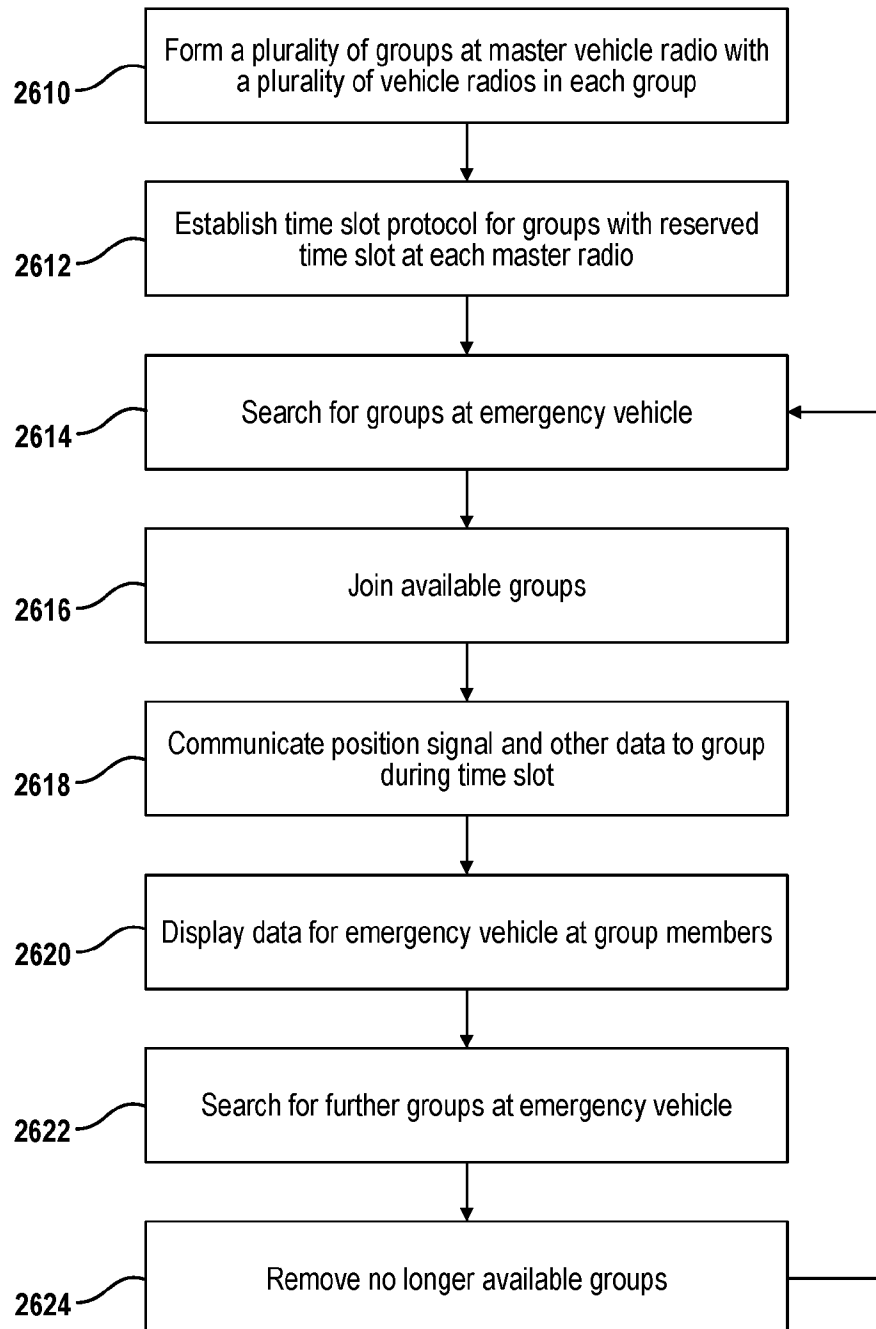 2610
Form a plurality of groups at master vehicle radio with
a plurality of vehicle radios in each group
2612
Establish time slot protocol for groups with reserved
time slot at each master radio
2614
Search for groups at emergency vehicle
2616
Join available groups
2618
Communicate position signal and other data to group
during time slot
2620
Display data for emergency vehicle at group members
2622
Search for further groups at emergency vehicle
2624
Remove no longer available groups